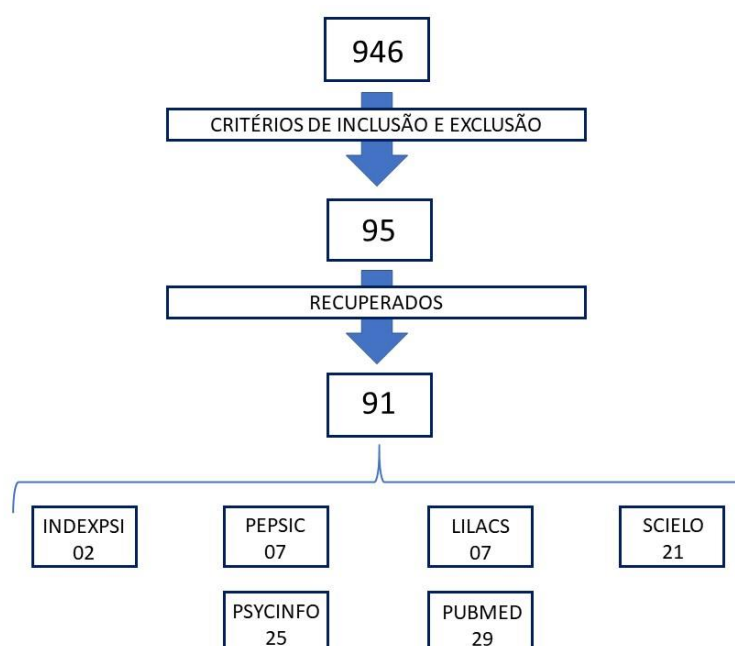 946
CRITÉRIOS DE INCLUSÃO E EXCLUSÃO
95
RECUPERADOS
91
INDEXPSI
02
PEPSIC
07
LILACS
07
SCIELO
21
PSYCINFO
25
PUBMED
29